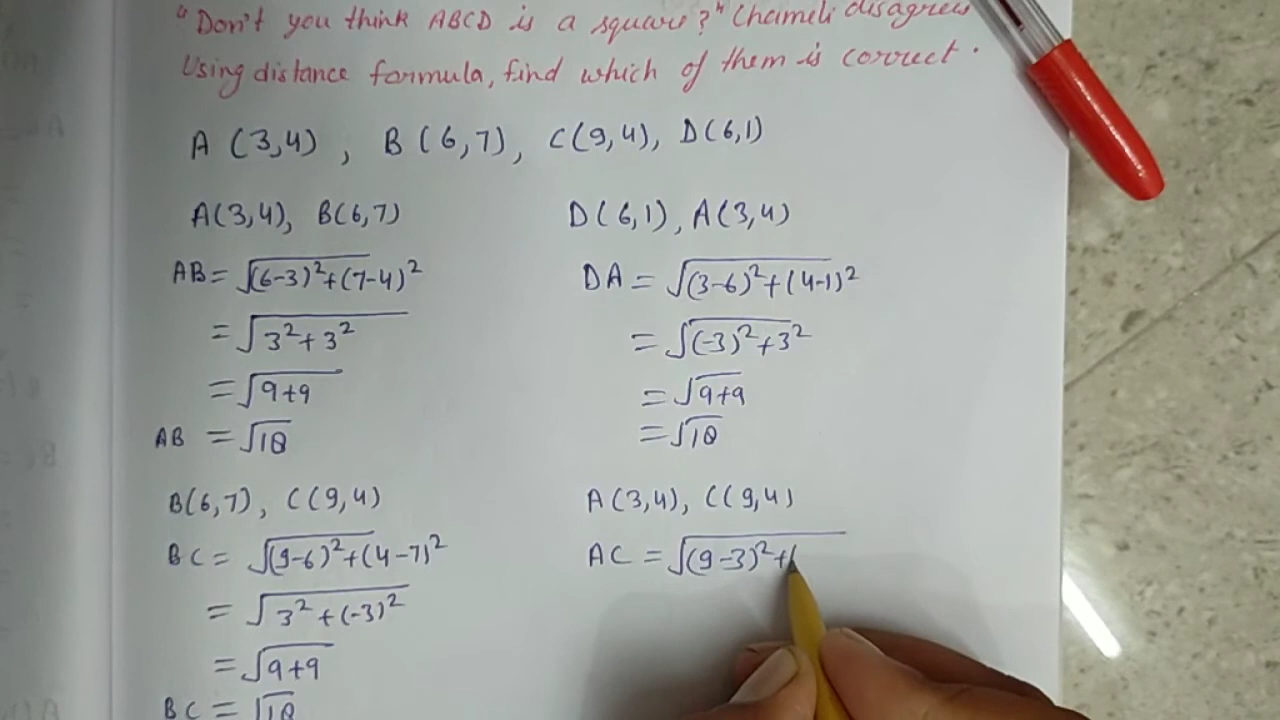 "Don't you think ABCD is a square?" Chameli disagrees
Using distance formula, find which of them is correct.
A (3,4), B(6,7), C(9,4), D(6,1)
A(3,4), B(6,7)
AB = √(6-3)²+(7-4)²
= √3²+3²
= √9+9
AB = √18
B(6,7), C(9,4)
BC = √(9-6)²+(4-7)²
= √3²+(-3)²
= √9+9
BC = √18
D(6,1), A(3,4)
DA = √(3-6)²+(4-1)²
= √(-3)²+3²
= √9+9
= √18
A(3,4), C(9,4)
AC = √(9-3)²+(